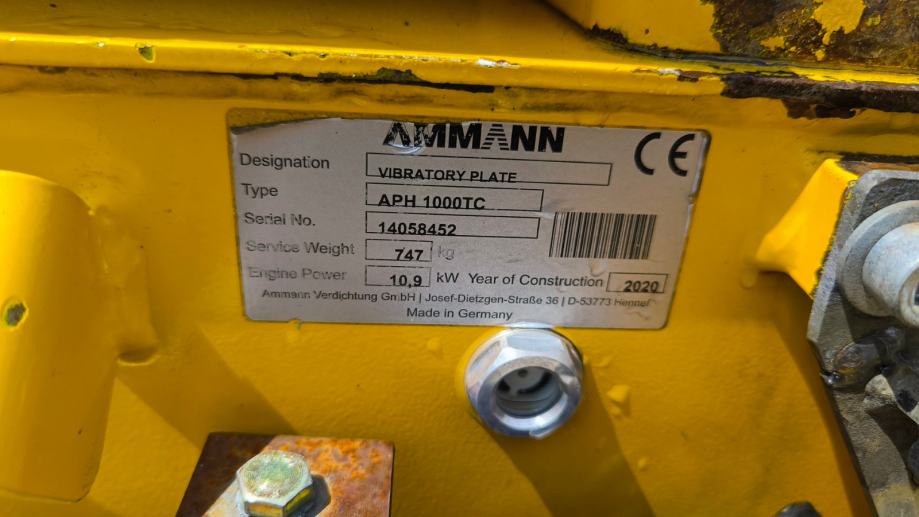 AMMANN
CE
Designation VIBRATORY PLATE
Type APH 1000TC
Serial No. 14058452
Service Weight 747 kg
Engine Power 10,9 kW Year of Construction 2020
Ammann Verdichtung GmbH | Josef-Dietzgen-Straße 36 | D-53773 Hennef
Made in Germany